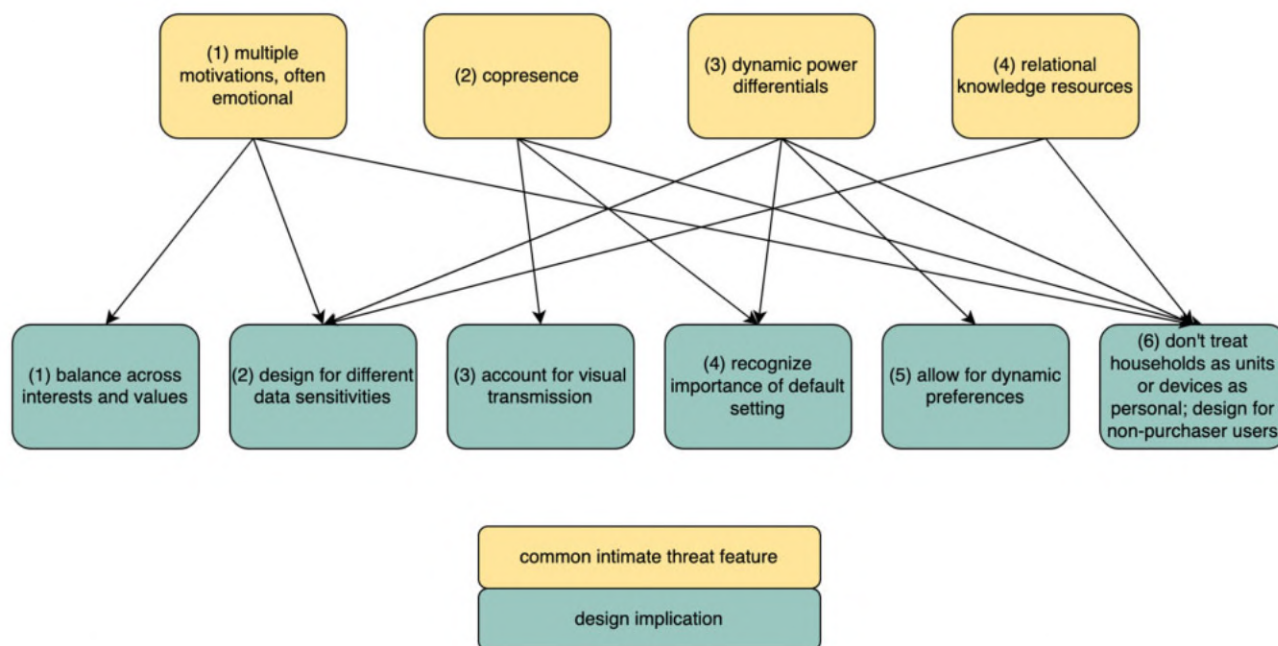 (1) multiple
motivations, often
emotional
(2) copresence
(3) dynamic power
differentials
(4) relational
knowledge resources
(1) balance across
interests and values
(2) design for different
data sensitivities
(3) account for visual
transmission
(4) recognize
importance of default
setting
(5) allow for dynamic
preferences
(6) don't treat
households as units
or devices as
personal; design for
non-purchaser users
common intimate threat feature
design implication